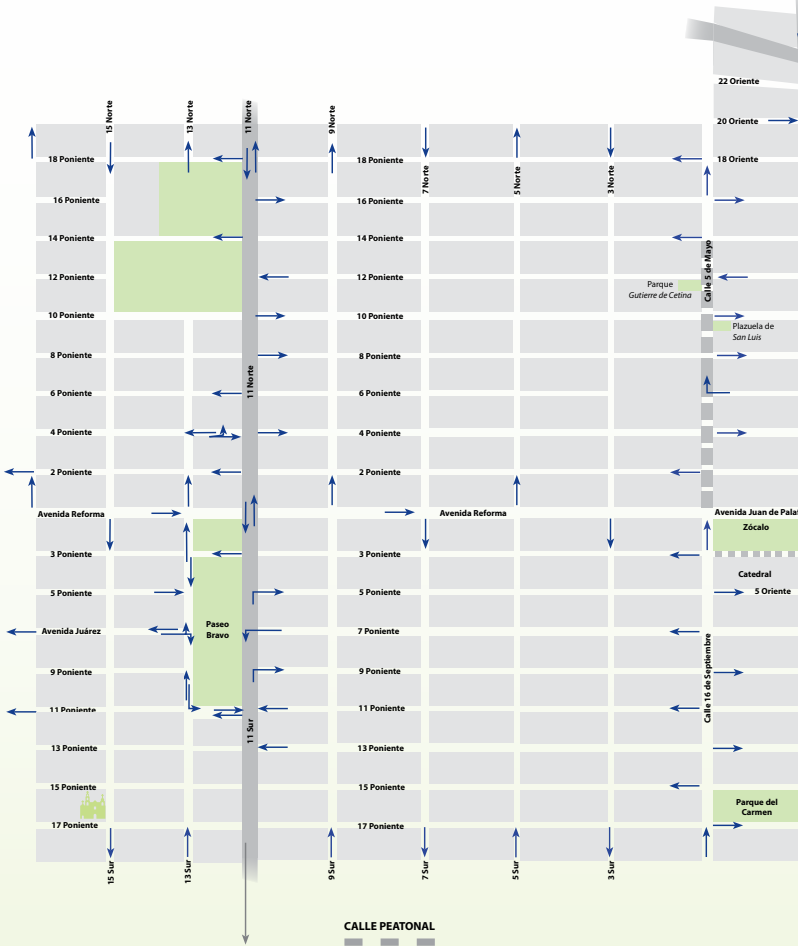 22 Oriente
15 Norte
13 Norte
11 Norte
9 Norte
20 Oriente
18 Poniente
18 Poniente
18 Oriente
7 Norte
5 Norte
3 Norte
16 Poniente
16 Poniente
14 Poniente
14 Poniente
Calle 5 de Mayo
12 Poniente
12 Poniente
Parque
Gutierre de Cetina
10 Poniente
10 Poniente
Plazuela de
San Luis
8 Poniente
8 Poniente
11 Norte
6 Poniente
6 Poniente
4 Poniente
4 Poniente
2 Poniente
2 Poniente
Avenida Reforma
Avenida Reforma
Avenida Juan de Palaf
Zócalo
3 Poniente
3 Poniente
Catedral
5 Poniente
5 Poniente
5 Oriente
Paseo
Bravo
Avenida Juárez
7 Poniente
Calle 16 de Septiembre
9 Poniente
9 Poniente
11 Poniente
11 Poniente
11 Sur
13 Poniente
13 Poniente
15 Poniente
15 Poniente
Parque del
Carmen
17 Poniente
17 Poniente
15 Sur
13 Sur
9 Sur
7 Sur
5 Sur
3 Sur
CALLE PEATONAL